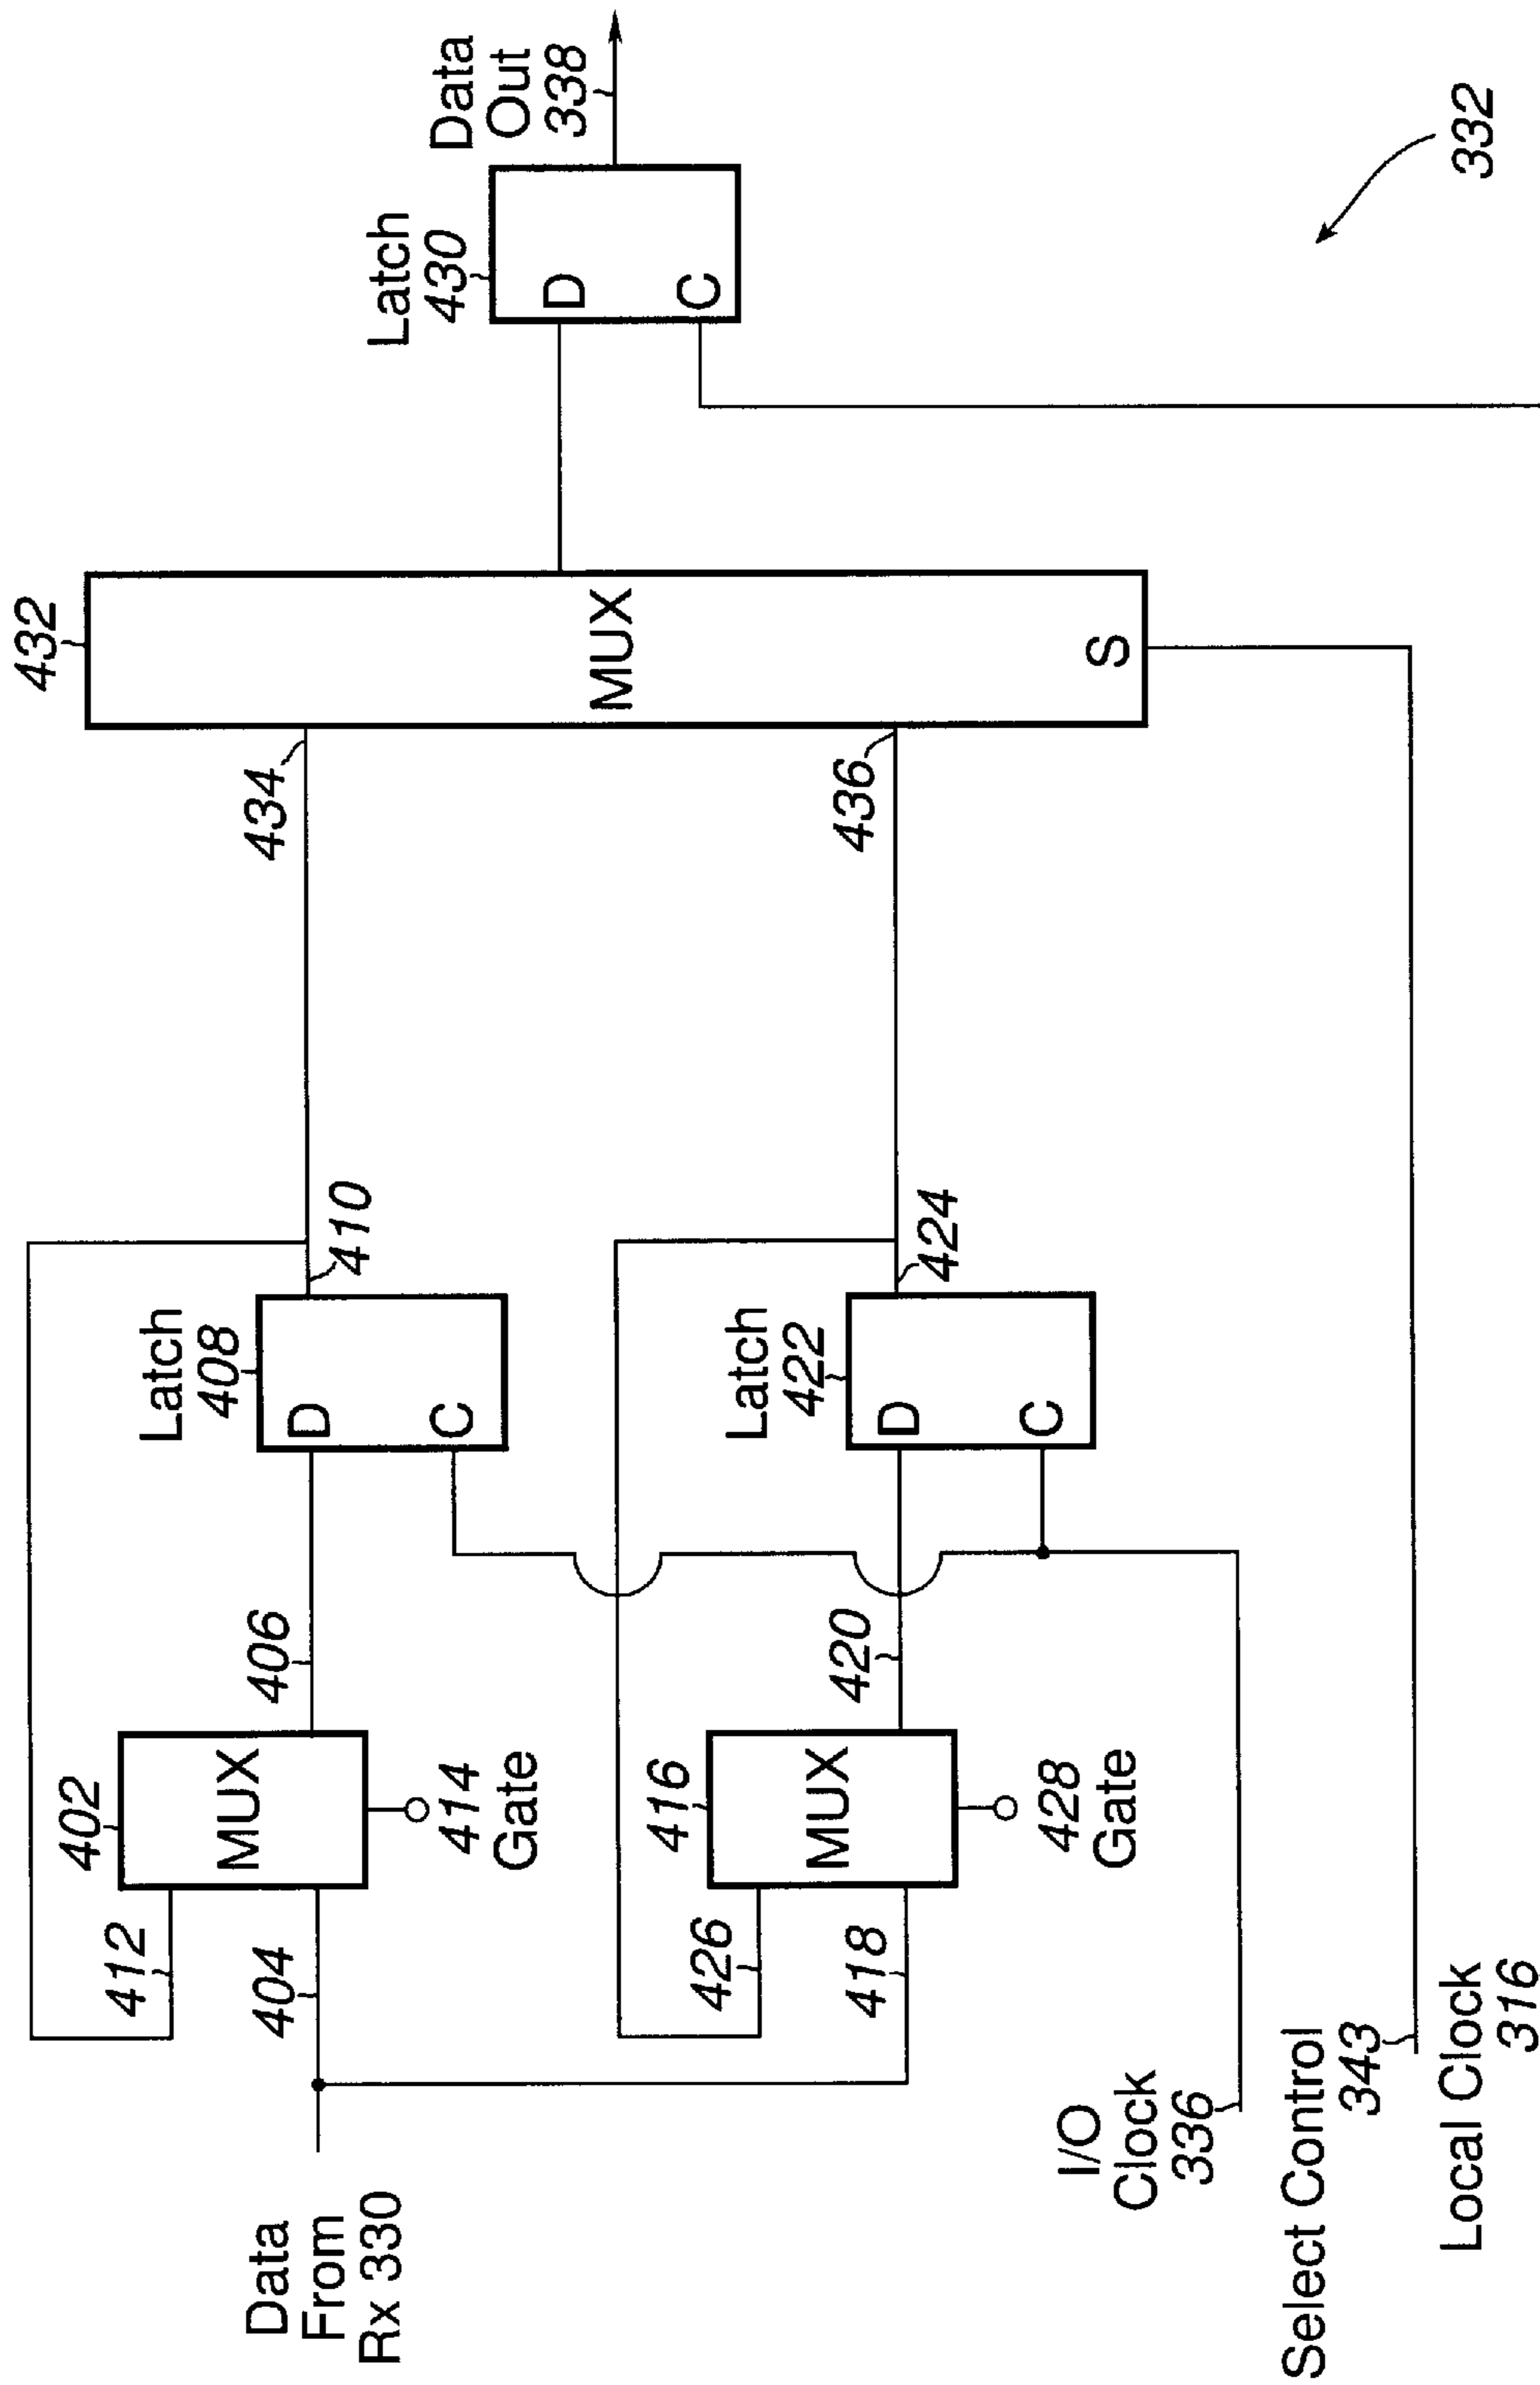 432
Data
Out
338
Latch
430
D
C
434
MUX
S
436
410
Latch
408
D
C
402
MUX
406
412
404
414
Gate
Data
From
Rx 330
424
Latch
422
D
C
416
MUX
420
426
418
428
Gate
I/O
Clock
336
Select Control
343
Local Clock
316
332